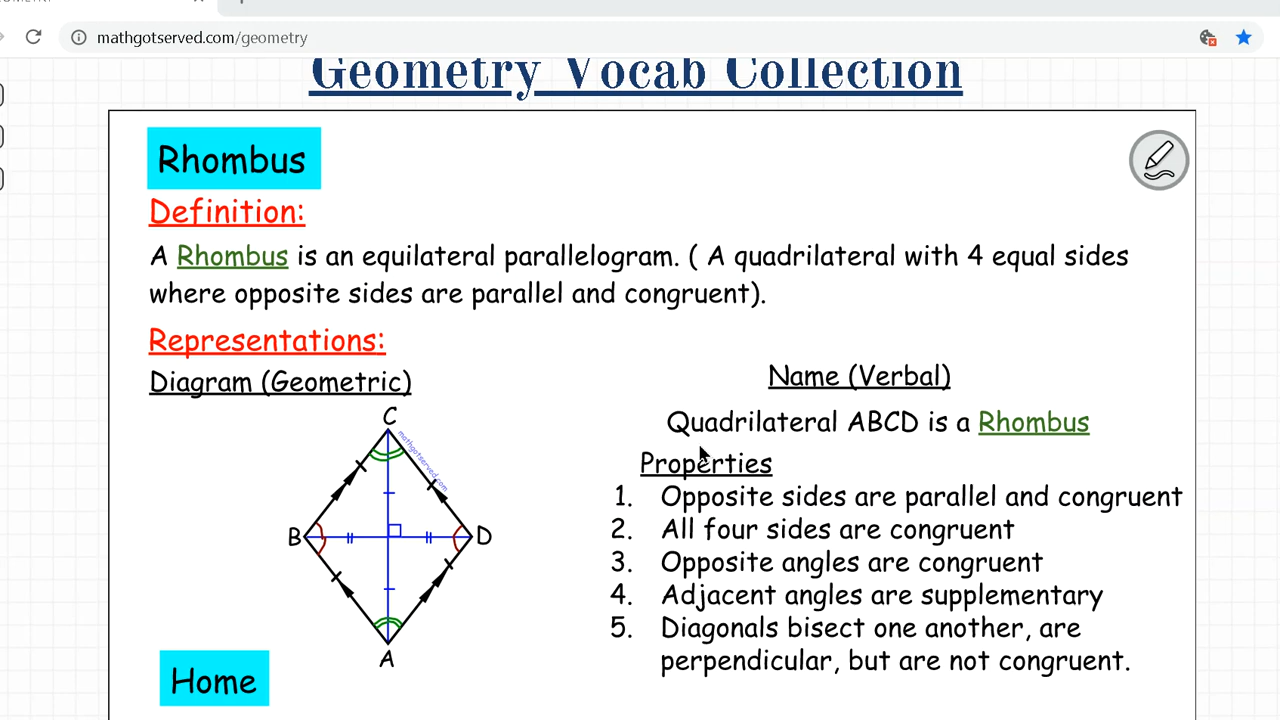 mathgotserved.com/geometry
Geometry Vocab Collection
Rhombus
Definition:
A Rhombus is an equilateral parallelogram. ( A quadrilateral with 4 equal sides
where opposite sides are parallel and congruent).
Representations:
Diagram (Geometric)
Name (Verbal)
Quadrilateral ABCD is a Rhombus
Properties
1. Opposite sides are parallel and congruent
2. All four sides are congruent
3. Opposite angles are congruent
4. Adjacent angles are supplementary
5. Diagonals bisect one another, are
perpendicular, but are not congruent.
C
mathgotserved.com
B
D
A
Home